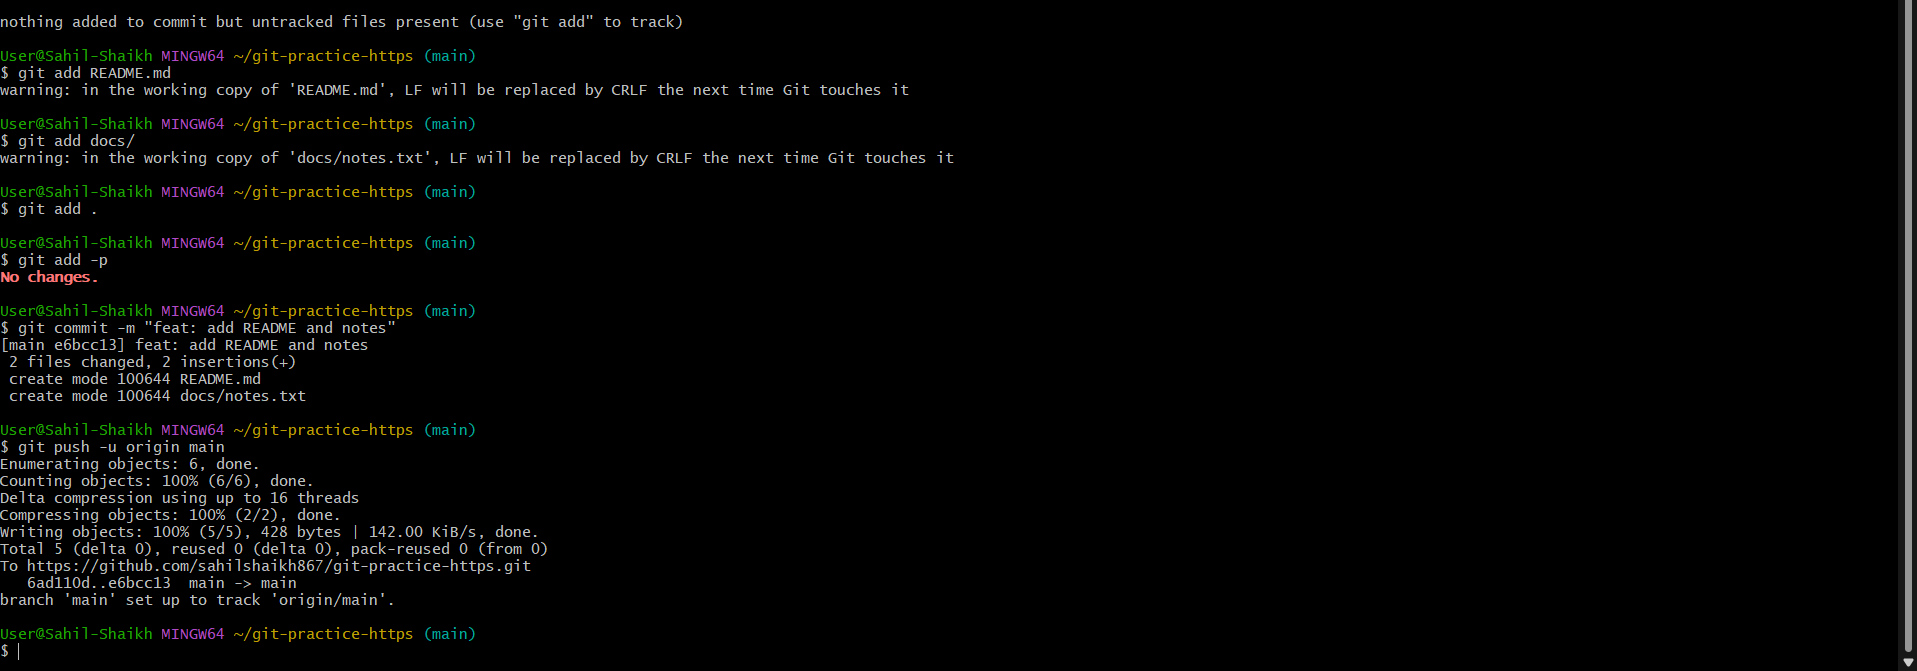 nothing added to commit but untracked files present (use "git add" to track)
User@Sahil-Shaikh MINGW64 ~/git-practice-https (main)
$ git add README.md
warning: in the working copy of 'README.md', LF will be replaced by CRLF the next time Git touches it
User@Sahil-Shaikh MINGW64 ~/git-practice-https (main)
$ git add docs/
warning: in the working copy of 'docs/notes.txt', LF will be replaced by CRLF the next time Git touches it
User@Sahil-Shaikh MINGW64 ~/git-practice-https (main)
$ git add .
User@Sahil-Shaikh MINGW64 ~/git-practice-https (main)
$ git add -p
No changes.
User@Sahil-Shaikh MINGW64 ~/git-practice-https (main)
$ git commit -m "feat: add README and notes"
[main e6bcc13] feat: add README and notes
 2 files changed, 2 insertions(+)
 create mode 100644 README.md
 create mode 100644 docs/notes.txt
User@Sahil-Shaikh MINGW64 ~/git-practice-https (main)
$ git push -u origin main
Enumerating objects: 6, done.
Counting objects: 100% (6/6), done.
Delta compression using up to 16 threads
Compressing objects: 100% (2/2), done.
Writing objects: 100% (5/5), 428 bytes | 142.00 KiB/s, done.
Total 5 (delta 0), reused 0 (delta 0), pack-reused 0 (from 0)
To https://github.com/sahilshaikh867/git-practice-https.git
   6ad110d..e6bcc13  main -> main
branch 'main' set up to track 'origin/main'.
User@Sahil-Shaikh MINGW64 ~/git-practice-https (main)
$